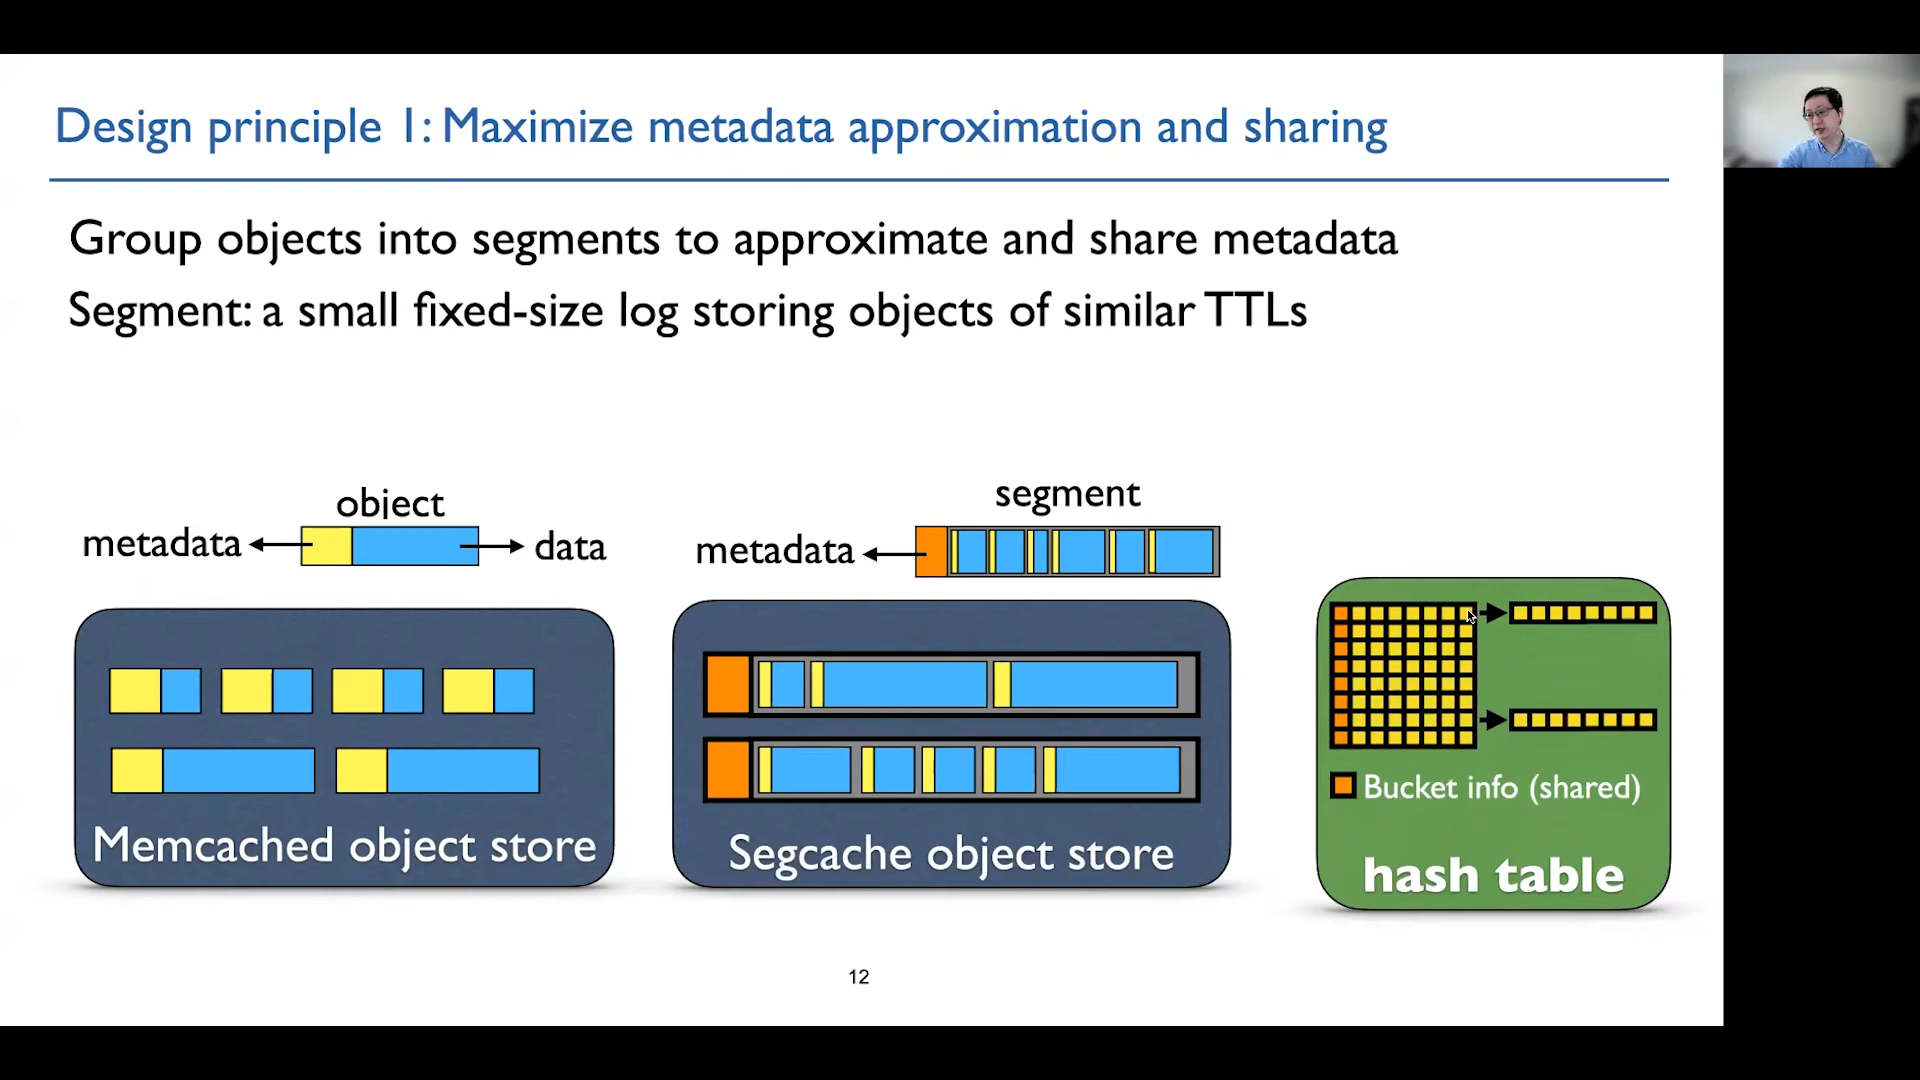 Design principle 1: Maximize metadata approximation and sharing
Group objects into segments to approximate and share metadata
Segment: a small fixed-size log storing objects of similar TTLs
object
metadata
data
segment
metadata
Memcached object store
Segcache object store
Bucket info (shared)
hash table
12